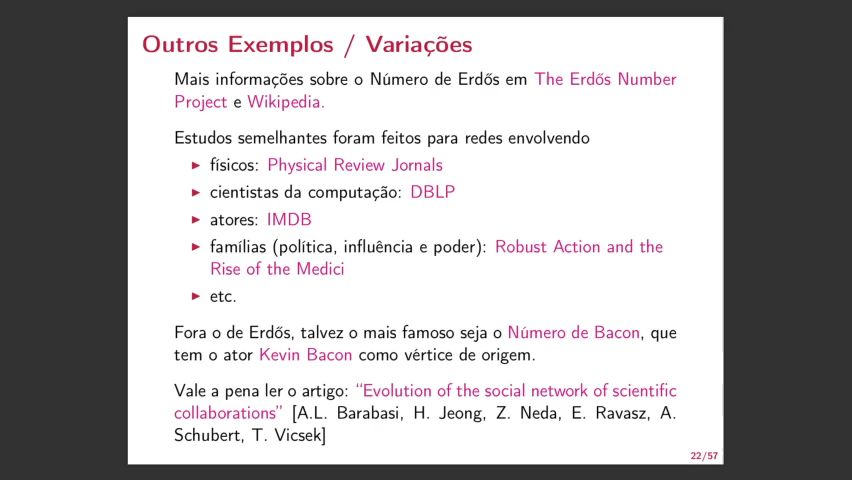 Outros Exemplos / Variações
Mais informações sobre o Número de Erdős em The Erdős Number
Project e Wikipedia.
Estudos semelhantes foram feitos para redes envolvendo
▶ físicos: Physical Review Jornals
▶ cientistas da computação: DBLP
▶ atores: IMDB
▶ famílias (política, influência e poder): Robust Action and the
Rise of the Medici
▶ etc.
Fora o de Erdős, talvez o mais famoso seja o Número de Bacon, que
tem o ator Kevin Bacon como vértice de origem.
Vale a pena ler o artigo: “Evolution of the social network of scientific
collaborations” [A.L. Barabasi, H. Jeong, Z. Neda, E. Ravasz, A.
Schubert, T. Vicsek]
22/57